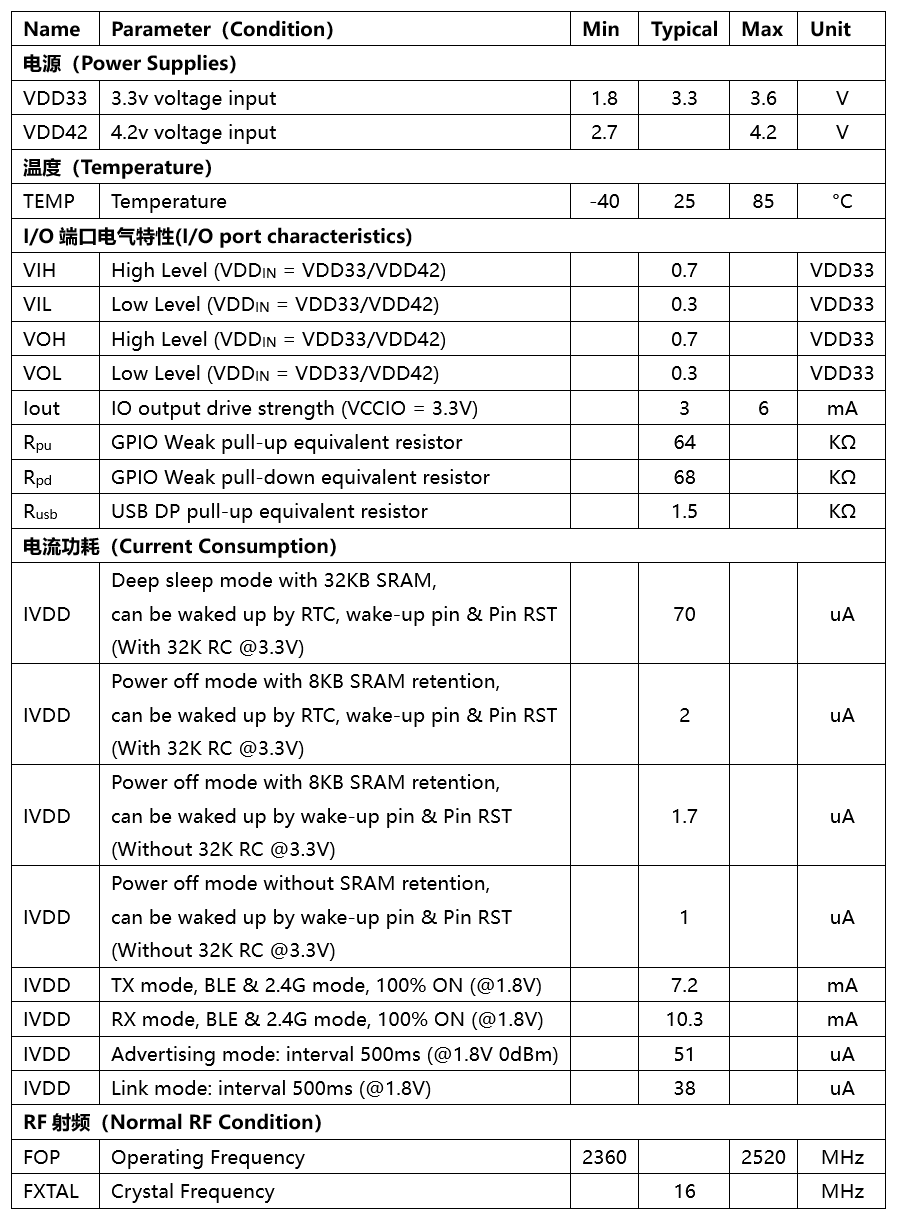 Name Parameter（Condition） Min Typical Max Unit
电源（Power Supplies）
VDD33 3.3v voltage input 1.8 3.3 3.6 V
VDD42 4.2v voltage input 2.7 4.2 V
温度（Temperature）
TEMP Temperature -40 25 85 °C
I/O 端口电气特性(I/O port characteristics)
VIH High Level (VDDIN = VDD33/VDD42) 0.7 VDD33
VIL Low Level (VDDIN = VDD33/VDD42) 0.3 VDD33
VOH High Level (VDDIN = VDD33/VDD42) 0.7 VDD33
VOL Low Level (VDDIN = VDD33/VDD42) 0.3 VDD33
Iout IO output drive strength (VCCIO = 3.3V) 3 6 mA
Rpu GPIO Weak pull-up equivalent resistor 64 KΩ
Rpd GPIO Weak pull-down equivalent resistor 68 KΩ
Rusb USB DP pull-up equivalent resistor 1.5 KΩ
电流功耗（Current Consumption）
Deep sleep mode with 32KB SRAM,
IVDD can be waked up by RTC, wake-up pin & Pin RST 70 uA
(With 32K RC @3.3V)
Power off mode with 8KB SRAM retention,
IVDD can be waked up by RTC, wake-up pin & Pin RST 2 uA
(With 32K RC @3.3V)
Power off mode with 8KB SRAM retention,
IVDD can be waked up by wake-up pin & Pin RST 1.7 uA
(Without 32K RC @3.3V)
Power off mode without SRAM retention,
IVDD can be waked up by wake-up pin & Pin RST 1 uA
(Without 32K RC @3.3V)
IVDD TX mode, BLE & 2.4G mode, 100% ON (@1.8V) 7.2 mA
IVDD RX mode, BLE & 2.4G mode, 100% ON (@1.8V) 10.3 mA
IVDD Advertising mode: interval 500ms (@1.8V 0dBm) 51 uA
IVDD Link mode: interval 500ms (@1.8V) 38 uA
RF 射频（Normal RF Condition）
FOP Operating Frequency 2360 2520 MHz
FXTAL Crystal Frequency 16 MHz